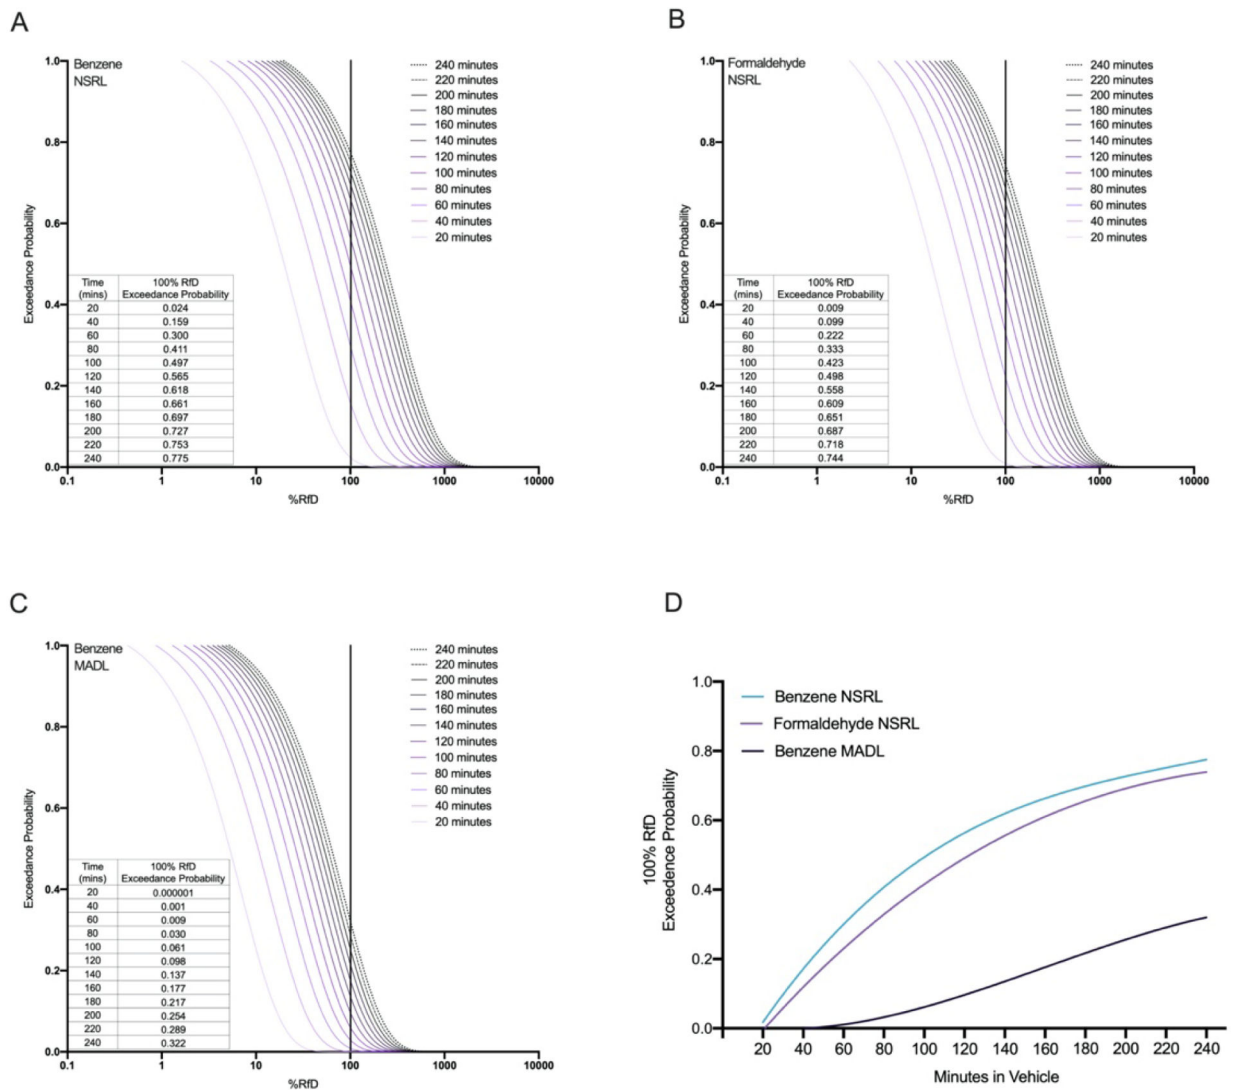 A
Benzene
NSRL
240 minutes
220 minutes
200 minutes
180 minutes
160 minutes
140 minutes
120 minutes
100 minutes
80 minutes
60 minutes
40 minutes
20 minutes
1.0
0.8
0.6
0.4
0.2
0.0
Exceedance Probability
Time (mins) 100% RfD Exceedance Probability
20 0.024
40 0.159
60 0.300
80 0.411
100 0.497
120 0.565
140 0.618
160 0.661
180 0.697
200 0.727
220 0.753
240 0.775
0.1 1 10 100 1000 10000
%RfD
B
Formaldehyde
NSRL
240 minutes
220 minutes
200 minutes
180 minutes
160 minutes
140 minutes
120 minutes
100 minutes
80 minutes
60 minutes
40 minutes
20 minutes
1.0
0.8
0.6
0.4
0.2
0.0
Exceedance Probability
Time (mins) 100% RfD Exceedance Probability
20 0.009
40 0.099
60 0.222
80 0.333
100 0.423
120 0.498
140 0.558
160 0.609
180 0.651
200 0.687
220 0.718
240 0.744
0.1 1 10 100 1000 10000
%RfD
C
Benzene
MADL
240 minutes
220 minutes
200 minutes
180 minutes
160 minutes
140 minutes
120 minutes
100 minutes
80 minutes
60 minutes
40 minutes
20 minutes
1.0
0.8
0.6
0.4
0.2
0.0
Exceedance Probability
Time (mins) 100% RfD Exceedance Probability
20 0.000001
40 0.001
60 0.009
80 0.030
100 0.061
120 0.098
140 0.137
160 0.177
180 0.217
200 0.254
220 0.289
240 0.322
0.1 1 10 100 1000 10000
%RfD
D
Benzene NSRL
Formaldehyde NSRL
Benzene MADL
1.0
0.8
0.6
0.4
0.2
0.0
100% RfD
Exceedence Probability
20 40 60 80 100 120 140 160 180 200 220 240
Minutes in Vehicle